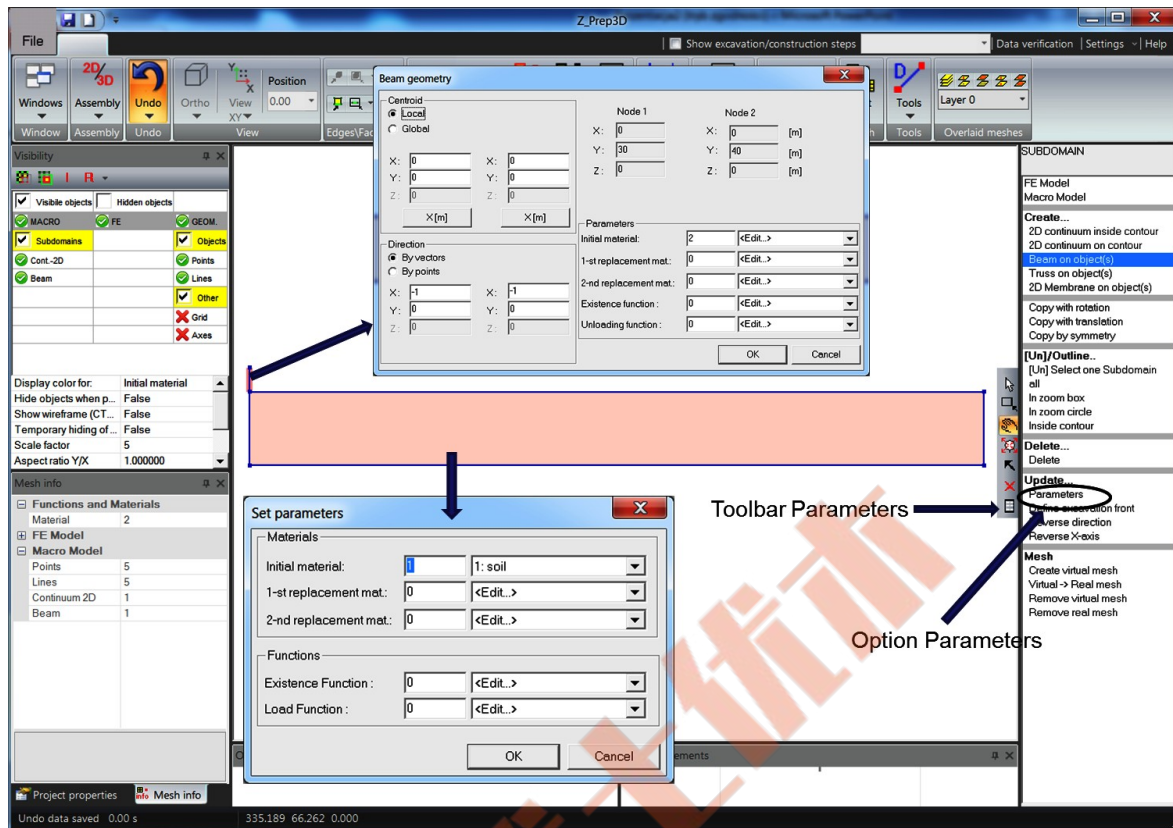 Z_Prep3D
File
Show excavation/construction steps
Data verification | Settings | Help
Windows
Assembly
Undo
Ortho
View
XY
Position
0.00
2D/3D
Y
X
Tools
Layer 0
Window
Assembly
Undo
View
Edges\Fac
Tools
Overlaid meshes
Visibility
I R
Visibile objects
Hidden objects
MACRO
FE
GEOM.
Subdomains
Objects
Cont.-2D
Points
Beam
Lines
Other
Grid
Axes
Display color for: Initial material
Hide objects when p... False
Show wireframe (CT... False
Temporary hiding of ... False
Scale factor 5
Aspect ratio Y/X 1.000000
Mesh info
Functions and Materials
Material 2
FE Model
Macro Model
Points 5
Lines 5
Continuum 2D 1
Beam 1
Project properties
info Mesh info
Undo data saved 0.00 s
335.189 66.262 0.000
Beam geometry
Centroid
Local
Global
X: 0 X: 0
Y: 0 Y: 0
Z: 0 Z: 0
X[m] X[m]
Direction
By vectors
By points
X: -1 X: -1
Y: 0 Y: 0
Z: 0 Z: 0
Node 1 Node 2
X: 0 X: 0 [m]
Y: 30 Y: 40 [m]
Z: 0 Z: 0 [m]
Parameters
Initial material: 2 <Edit...>
1-st replacement mat.: 0 <Edit...>
2-nd replacement mat.: 0 <Edit...>
Existence function : 0 <Edit...>
Unloading function : 0 <Edit...>
OK Cancel
Set parameters
Materials
Initial material: 1 1: soil
1-st replacement mat.: 0 <Edit...>
2-nd replacement mat.: 0 <Edit...>
Functions
Existence Function : 0 <Edit...>
Load Function : 0 <Edit...>
OK Cancel
Toolbar Parameters
Option Parameters
SUBDOMAIN
FE Model
Macro Model
Create...
2D continuum inside contour
2D continuum on contour
Beam on object(s)
Truss on object(s)
2D Membrane on object(s)
Copy with rotation
Copy with translation
Copy by symmetry
[Un]/Outline..
[Un] Select one Subdomain
all
In zoom box
In zoom circle
Inside contour
Delete...
Delete
Update...
Parameters
Define excavation front
Reverse direction
Reverse X-axis
Mesh
Create virtual mesh
Virtual -> Real mesh
Remove virtual mesh
Remove real mesh